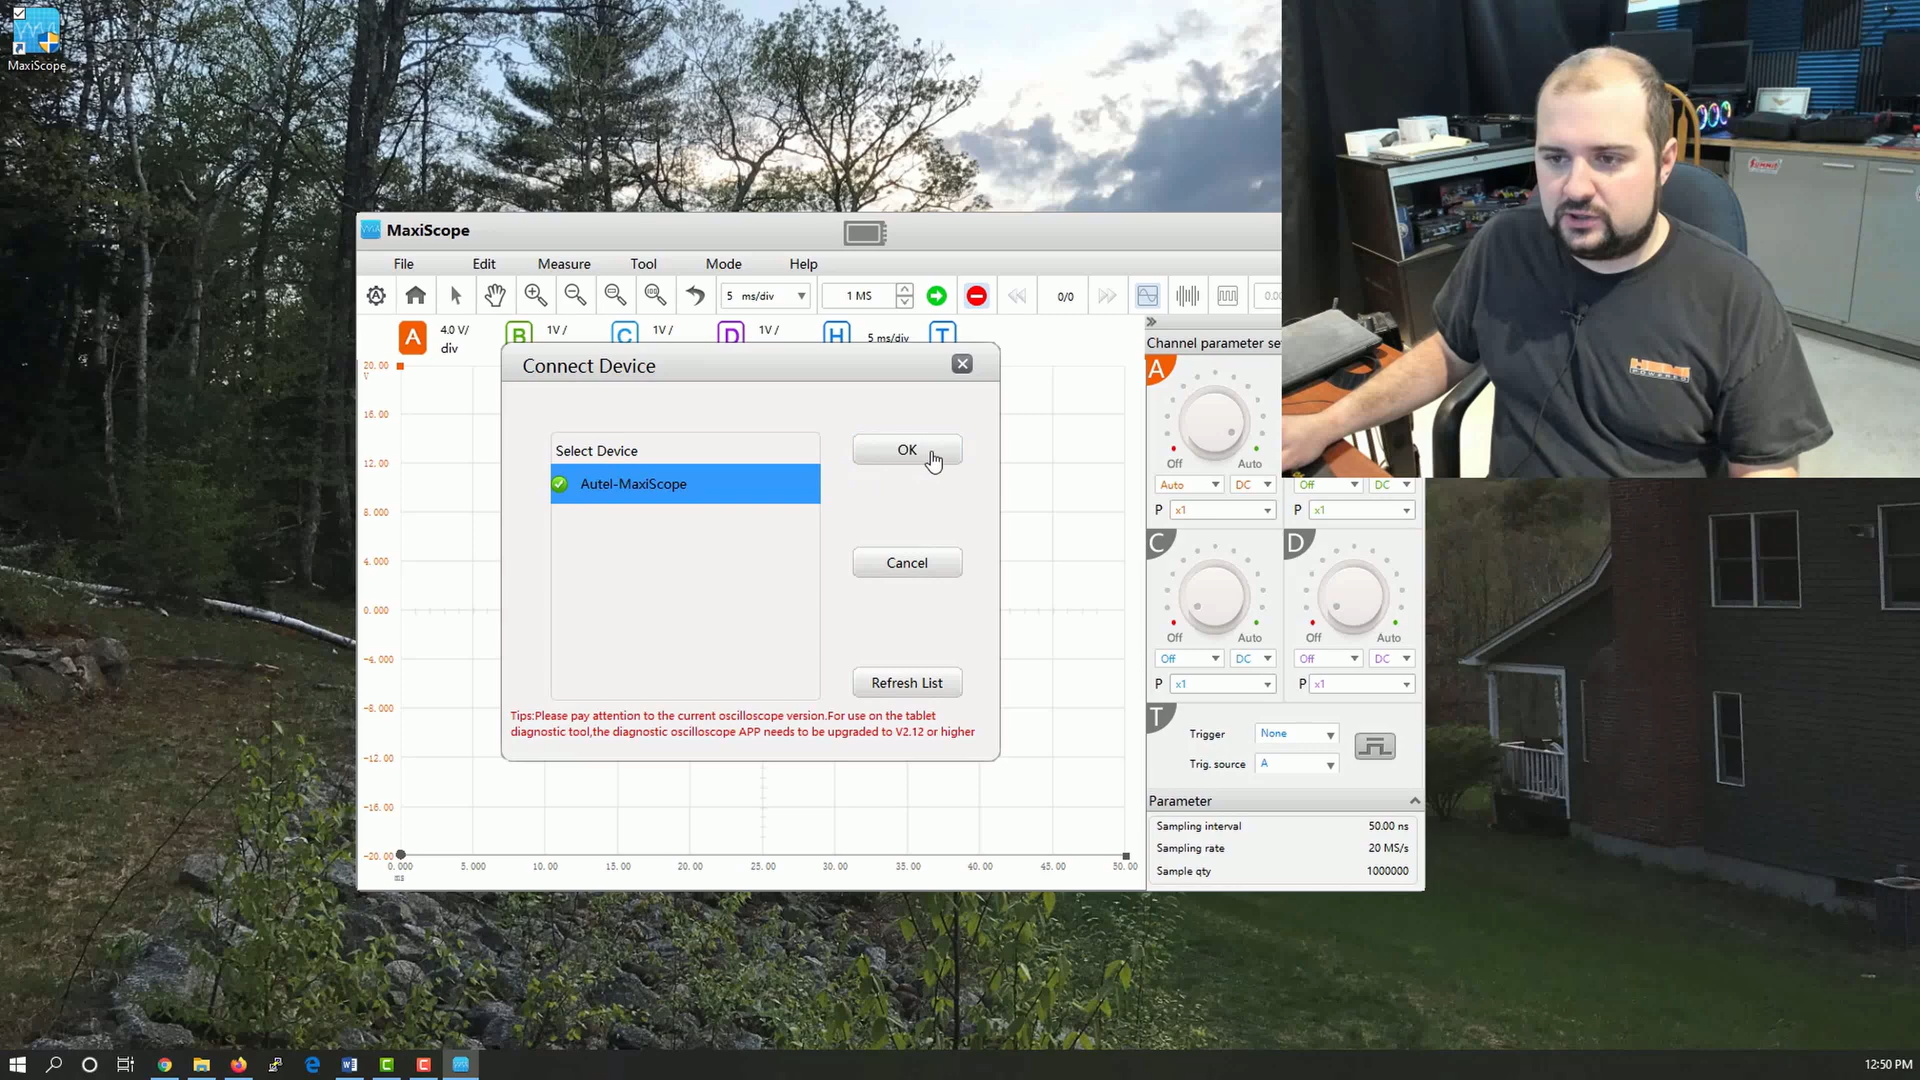 MaxiScope
MaxiScope
File Edit Measure Tool Mode Help
5 ms/div 1 MS 0/0 0.00
A 4.0 V/
div
B 1V /
C 1V /
D 1V /
H 5 ms/div
T
Channel parameter se
Connect Device
Select Device
Autel-MaxiScope
OK
Cancel
Refresh List
Tips:Please pay attention to the current oscilloscope version.For use on the tablet
diagnostic tool,the diagnostic oscilloscope APP needs to be upgraded to V2.12 or higher
20.00
V
16.00
12.00
8.000
4.000
0.000
-4.000
-8.000
-12.00
-16.00
-20.00
0.000 5.000 10.00 15.00 20.00 25.00 30.00 35.00 40.00 45.00 50.00
ms
A
Off Auto
Auto DC Off DC
P x1 P x1
C D
Off Auto Off Auto
Off DC Off DC
P x1 P x1
T
Trigger None
Trig. source A
Parameter
Sampling interval 50.00 ns
Sampling rate 20 MS/s
Sample qty 1000000
POWERED
12:50 PM